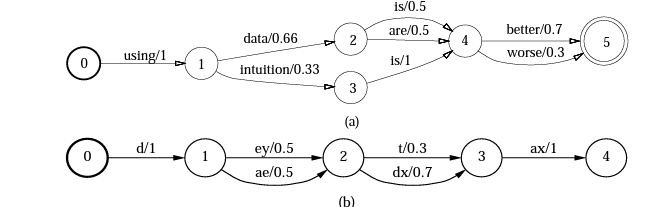 is/0.5
data/0.66
2
are/0.5
better/0.7
0
using/1
1
4
5
intuition/0.33
is/1
worse/0.3
3
(a)
0
d/1
1
ey/0.5
2
t/0.3
3
ax/1
4
ae/0.5
dx/0.7
(b)